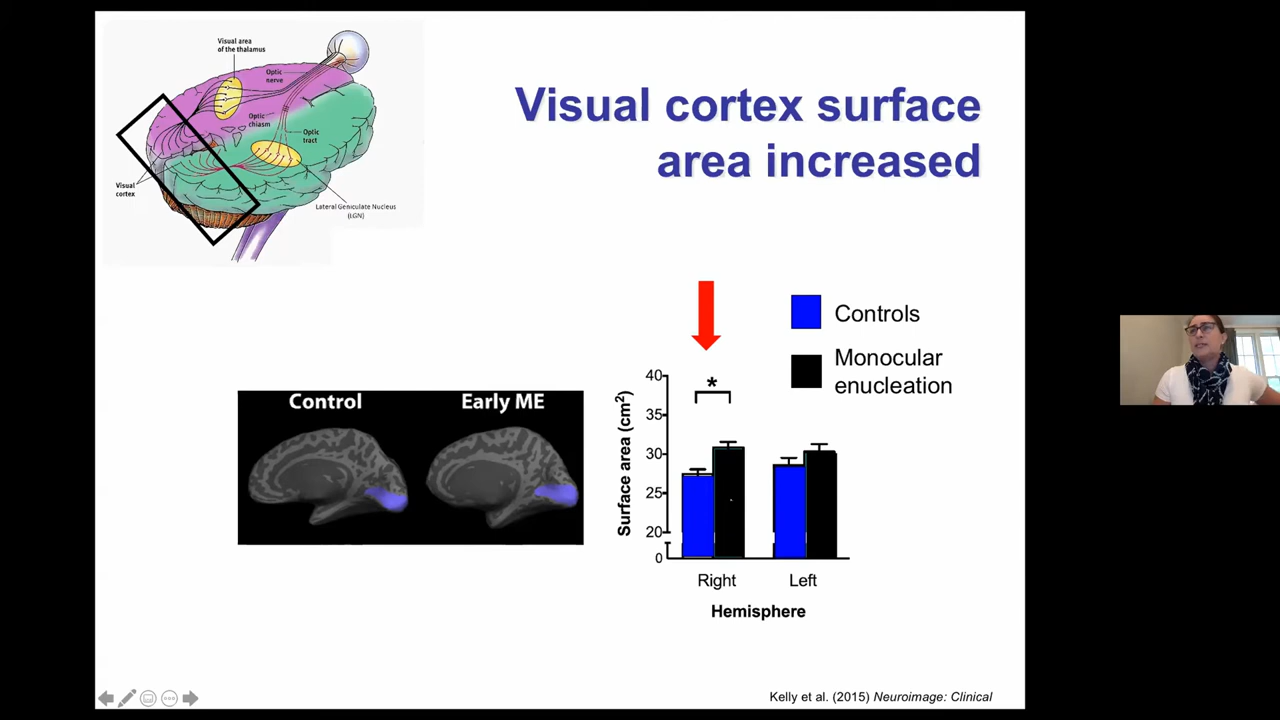 Visual area
of the thalamus
Optic
nerve
Optic
chiasm
Optic
tract
Visual
cortex
Lateral Geniculate Nucleus
(LGN)
Visual cortex surface
area increased
Controls
Monocular
enucleation
Control
Early ME
*
Surface area (cm²)
40
35
30
25
20
0
Right
Left
Hemisphere
Kelly et al. (2015) Neuroimage: Clinical